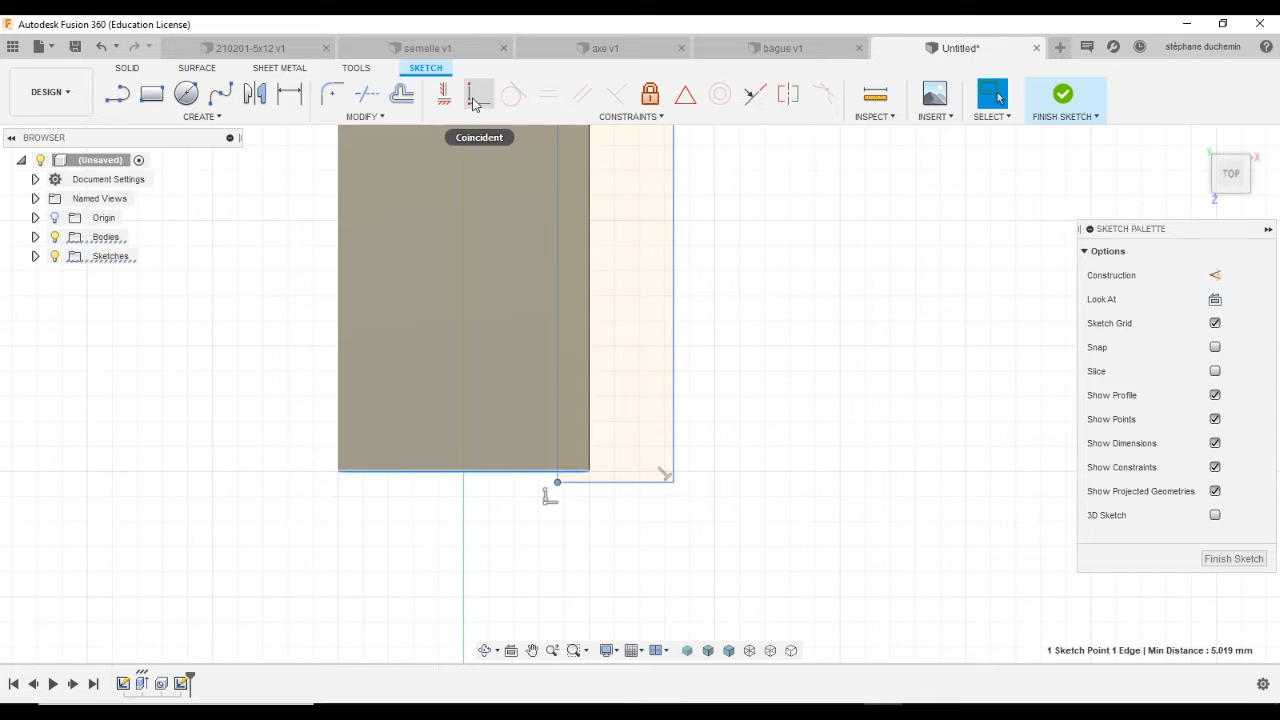 Autodesk Fusion 360 (Education License)
210201-5x12 v1
semelle v1
axe v1
bague v1
Untitled*
stéphane duchemin
SOLID
SURFACE
SHEET METAL
TOOLS
SKETCH
DESIGN
CREATE
MODIFY
CONSTRAINTS
INSPECT
INSERT
SELECT
FINISH SKETCH
Coincident
BROWSER
(Unsaved)
Document Settings
Named Views
Origin
Bodies
Sketches
Y
X
TOP
Z
SKETCH PALETTE
Options
Construction
Look At
Sketch Grid
Snap
Slice
Show Profile
Show Points
Show Dimensions
Show Constraints
Show Projected Geometries
3D Sketch
Finish Sketch
1 Sketch Point 1 Edge | Min Distance : 5.019 mm